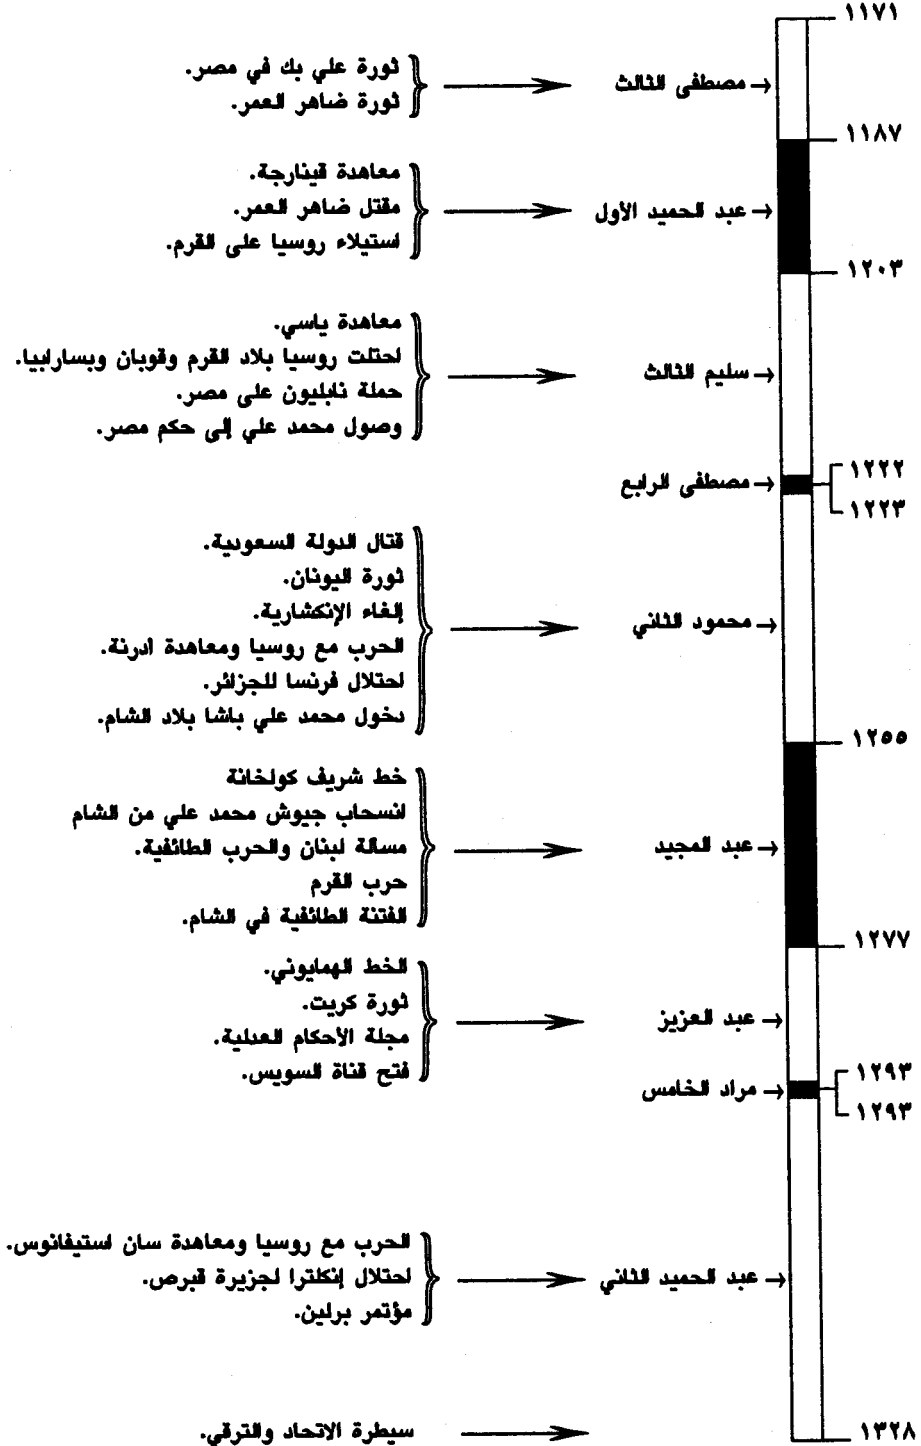 ١١٧١
مصطفى الثالث
ثورة علي بك في مصر.
ثورة ضاهر العمر.
١١٨٧
عبد الحميد الأول
معاهدة قينارجة.
مقتل ضاهر العمر.
استيلاء روسيا على القرم.
١٢٠٣
سليم الثالث
معاهدة ياسي.
احتلت روسيا بلاد القرم وقوبان وبسارابيا.
حملة نابليون على مصر.
وصول محمد علي إلى حكم مصر.
١٢٢٢
مصطفى الرابع
١٢٢٣
محمود الثاني
قتال الدولة السعودية.
ثورة اليونان.
إلغاء الإنكشارية.
الحرب مع روسيا ومعاهدة ادرنة.
احتلال فرنسا للجزائر.
دخول محمد علي باشا بلاد الشام.
١٢٥٥
عبد المجيد
خط شريف كولخانة
انسحاب جيوش محمد علي من الشام
مسألة لبنان والحرب الطائفية.
حرب القرم
الفتنة الطائفية في الشام.
١٢٧٧
عبد العزيز
الخط الهمايوني.
ثورة كريت.
مجلة الأحكام العدلية.
فتح قناة السويس.
١٢٩٣
مراد الخامس
١٢٩٣
عبد الحميد الثاني
الحرب مع روسيا ومعاهدة سان استيفانوس.
احتلال إنكلترا لجزيرة قبرص.
مؤتمر برلين.
سيطرة الاتحاد والترقي.
١٣٢٨